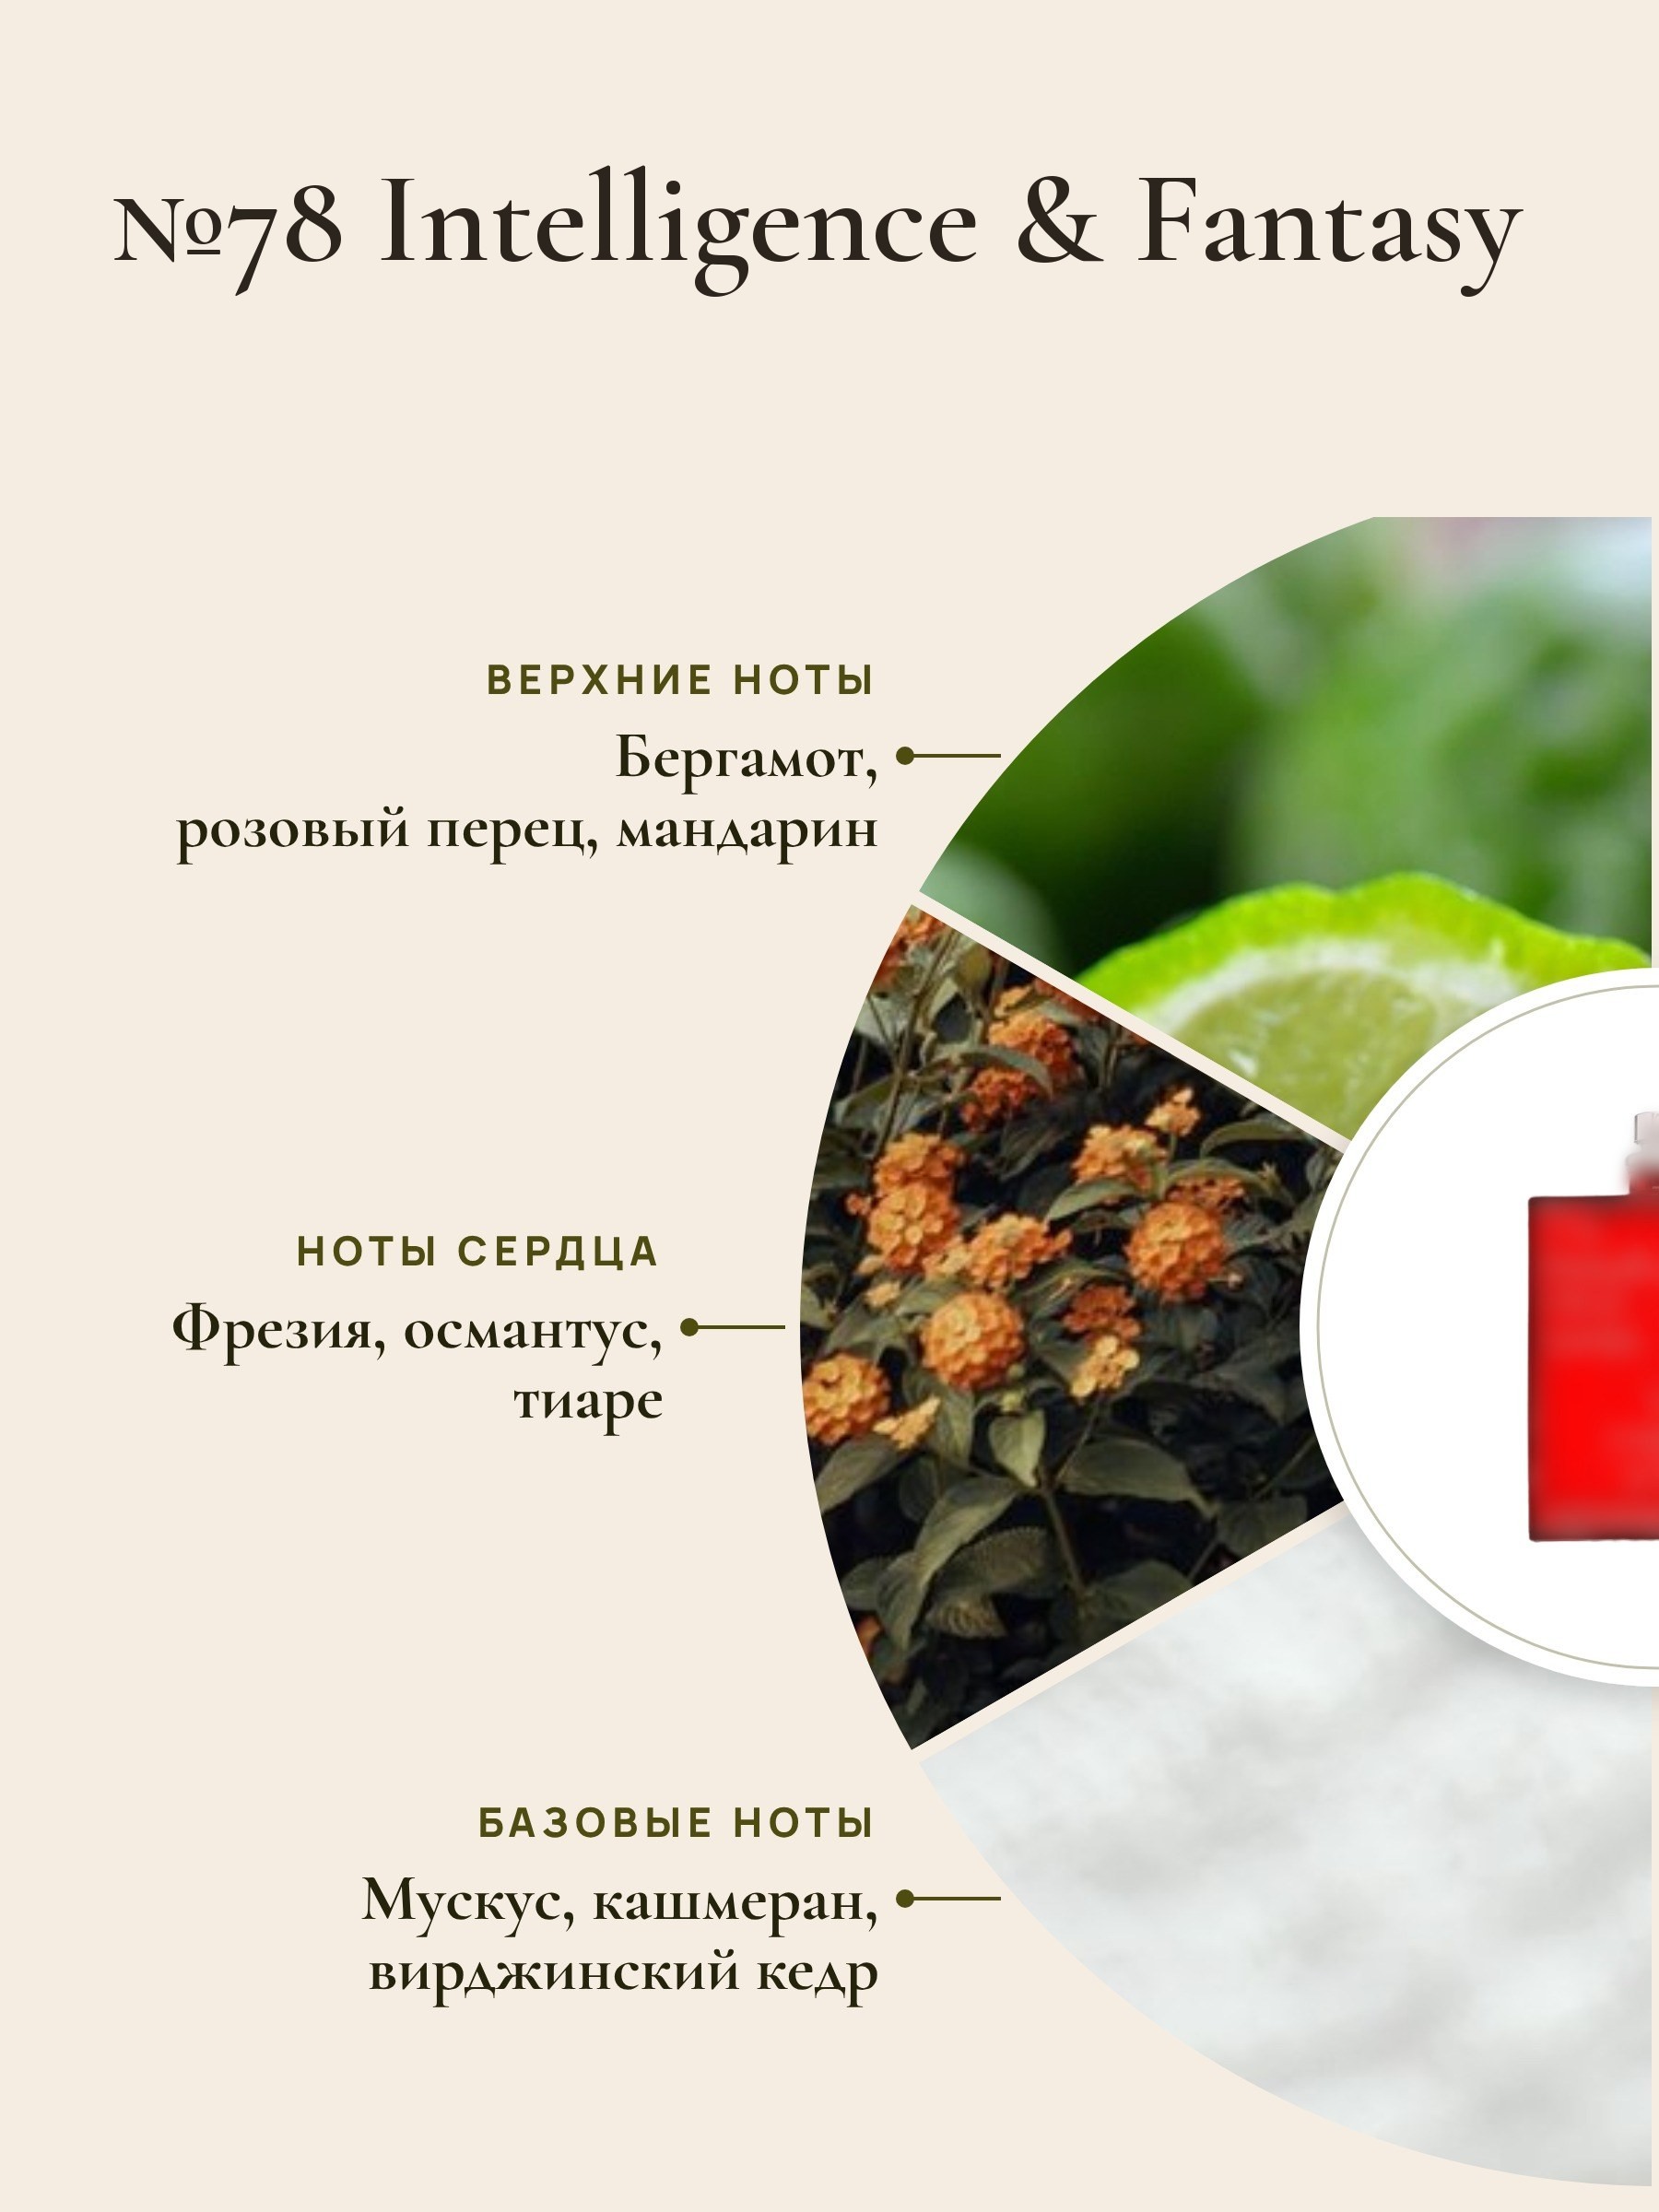 №78 Intelligence & Fantasy
ВЕРХНИЕ НОТЫ
Бергамот,
розовый перец, мандарин
НОТЫ СЕРДЦА
Фрезия, османтус,
тиаре
БАЗОВЫЕ НОТЫ
Мускус, кашмеран,
вирджинский кедр